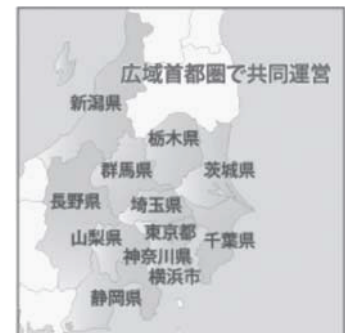 広域首都圏で共同運営
新潟県
栃木県
群馬県 茨城県
長野県 埼玉県
山梨県 東京都 千葉県
神奈川県
横浜市
静岡県